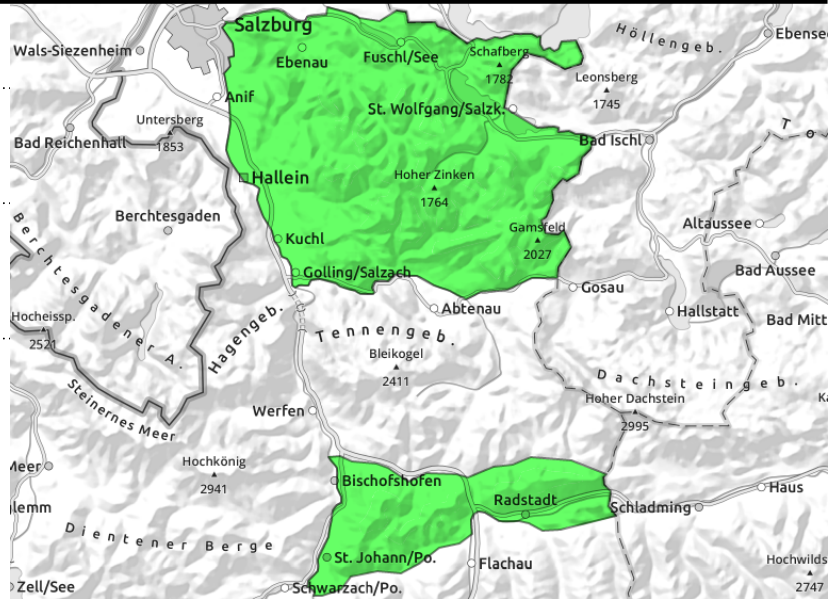 Salzburg
Höllengeb.
Ebensee
Wals-Siezenheim
Ebenau
Fuschl/See
Schafberg
1782
Leonsberg
1745
Anif
St. Wolfgang/Salzk.
Untersberg
1853
Bad Reichenhall
Bad Ischl
T o
Hallein
Hoher Zinken
1764
Berchtesgaden
Gamsfeld
2027
Altaussee
Kuchl
Bad Aussee
Berchtesgadener A.
Golling/Salzach
Gosau
Hallstatt
Hocheissp.
2521
Hagengeb.
Abtenau
Tennengeb.
Bad Mitt
Bleikogel
2411
Steinernes Meer
Dachsteingeb.
Hoher Dachstein
2995
Ka
Werfen
Meer
Hochkönig
2941
Bischofshofen
Radstadt
Schladming
Haus
glemm
Dientener Berge
St. Johann/Po.
Flachau
Hochwilds
2747
Zell/See
Schwarzach/Po.